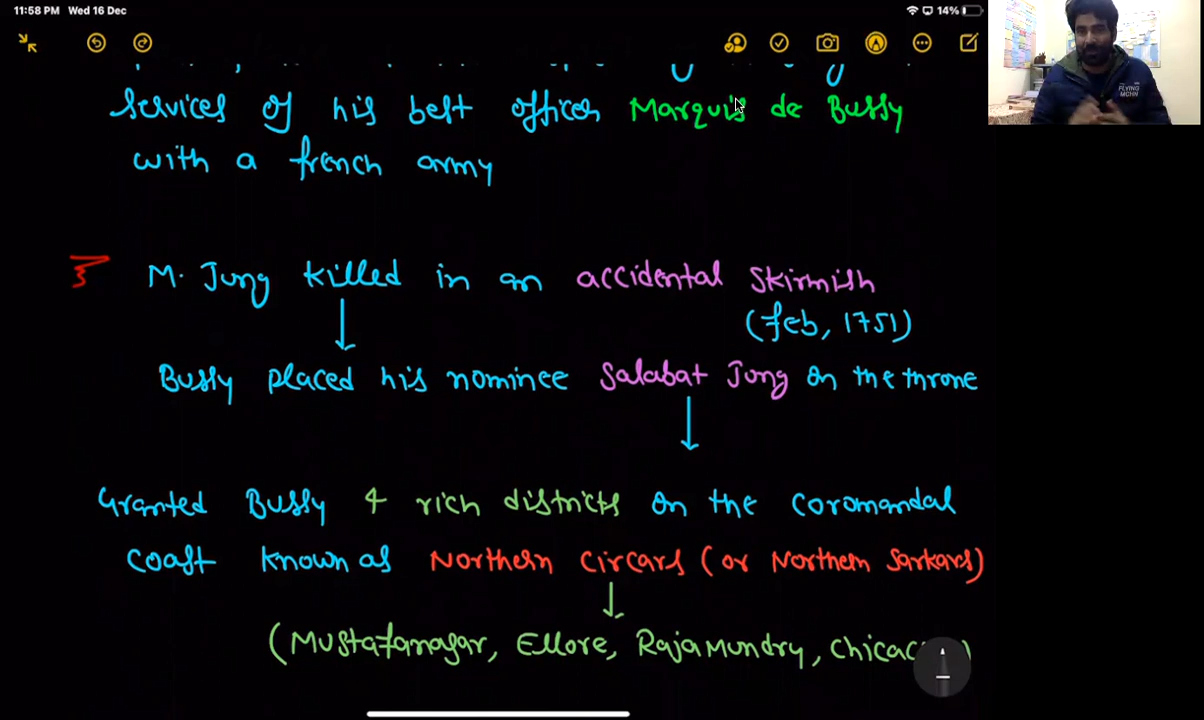 11:58 PM Wed 16 Dec
14%
services of his best officer Marquis de Bussy
with a french army
M. Jung killed in an accidental Skirmish
(feb, 1751)
Bussy placed his nominee Salabat Jung on the throne
Granted Bussy 4 rich districts on the coromandal
coast known as Northern Circars (or Northern Sarkars)
(Mustafanagar, Ellore, Rajamundry,
FLYING
MCHN